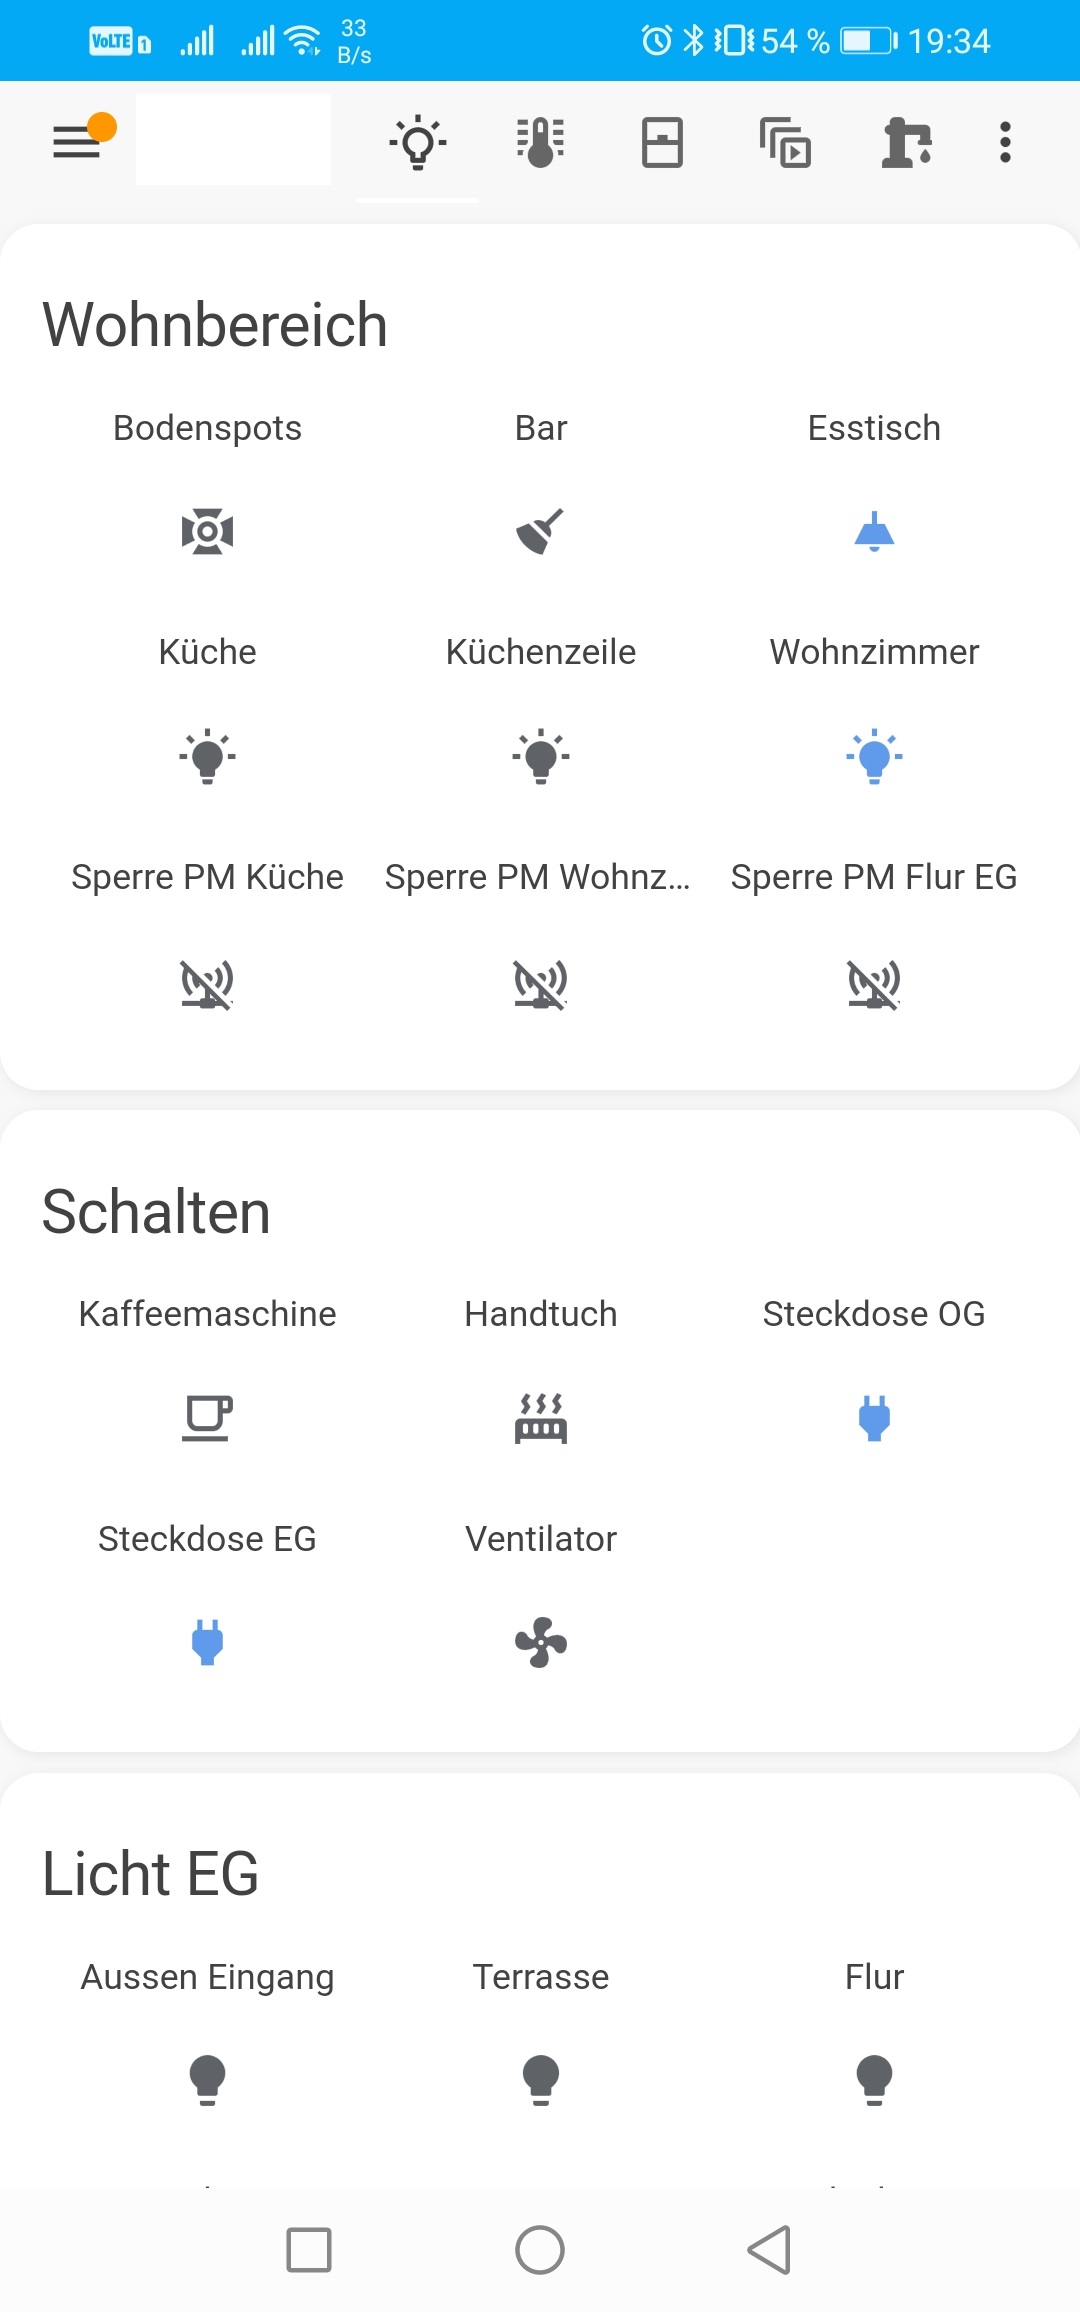 VoLTE 1 33 B/s 54 % 19:34
Wohnbereich
Bodenspots Bar Esstisch
Küche Küchenzeile Wohnzimmer
Sperre PM Küche Sperre PM Wohnz... Sperre PM Flur EG
Schalten
Kaffeemaschine Handtuch Steckdose OG
Steckdose EG Ventilator
Licht EG
Aussen Eingang Terrasse Flur